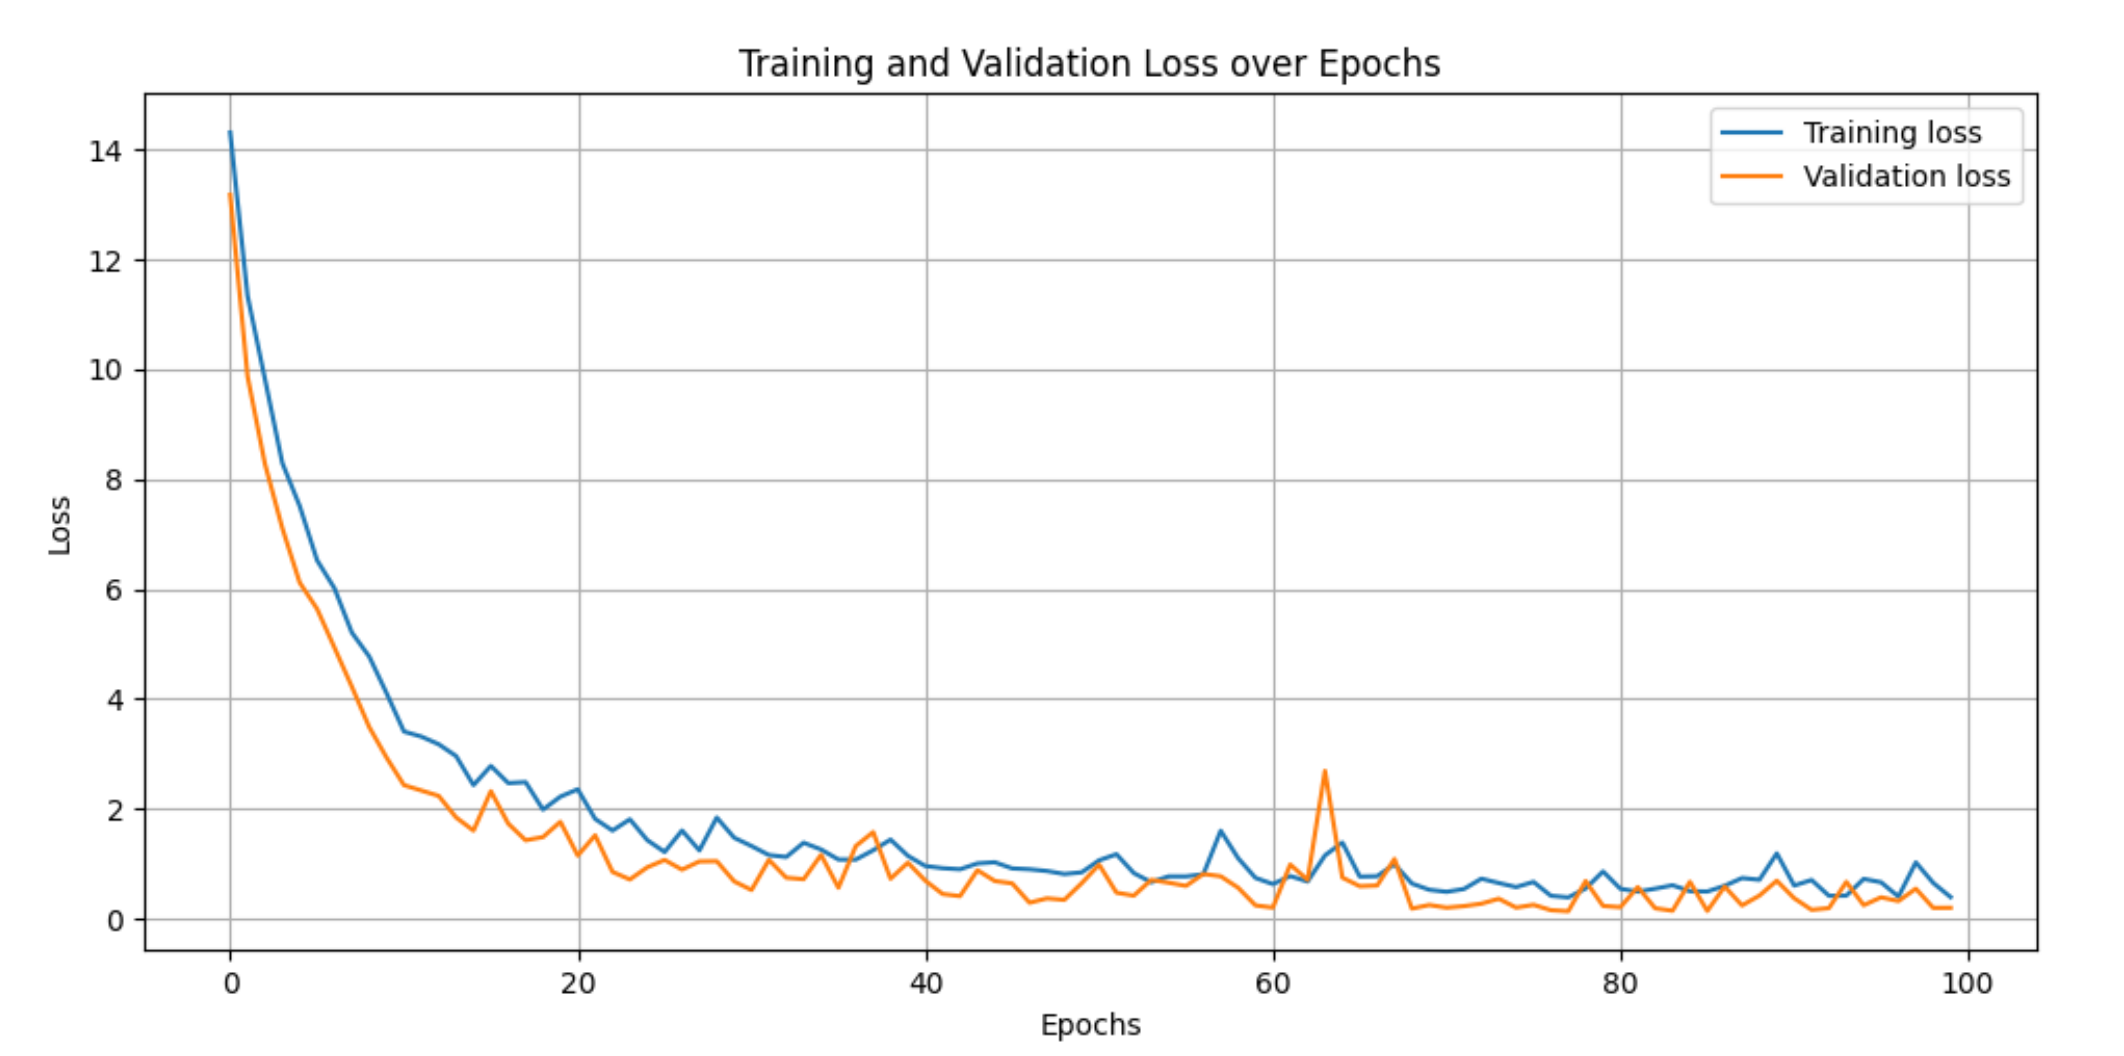 Training and Validation Loss over Epochs
Training loss
Validation loss
14
12
10
8
6
4
2
0
Loss
0 20 40 60 80 100
Epochs